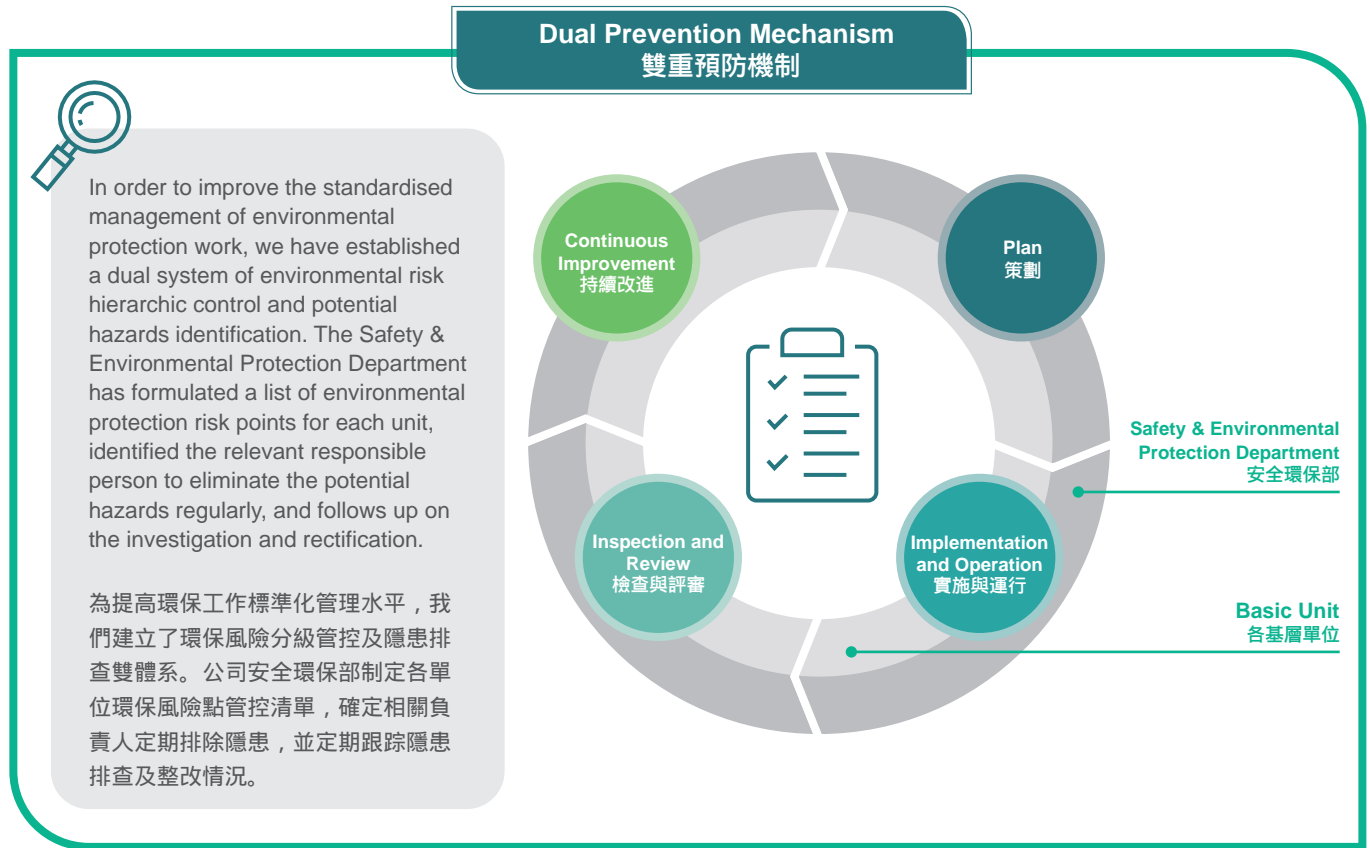 Dual Prevention Mechanism
雙重預防機制
In order to improve the standardised
management of environmental
protection work, we have established
a dual system of environmental risk
hierarchic control and potential
hazards identification. The Safety &
Environmental Protection Department
has formulated a list of environmental
protection risk points for each unit,
identified the relevant responsible
person to eliminate the potential
hazards regularly, and follows up on
the investigation and rectification.
為提高環保工作標準化管理水平，我
們建立了環保風險分級管控及隱患排
查雙體系。公司安全環保部制定各單
位環保風險點管控清單，確定相關負
責人定期排除隱患，並定期跟踪隱患
排查及整改情況。
Continuous
Improvement
持續改進
Plan
策劃
Inspection and
Review
檢查與評審
Implementation
and Operation
實施與運行
Safety & Environmental
Protection Department
安全環保部
Basic Unit
各基層單位